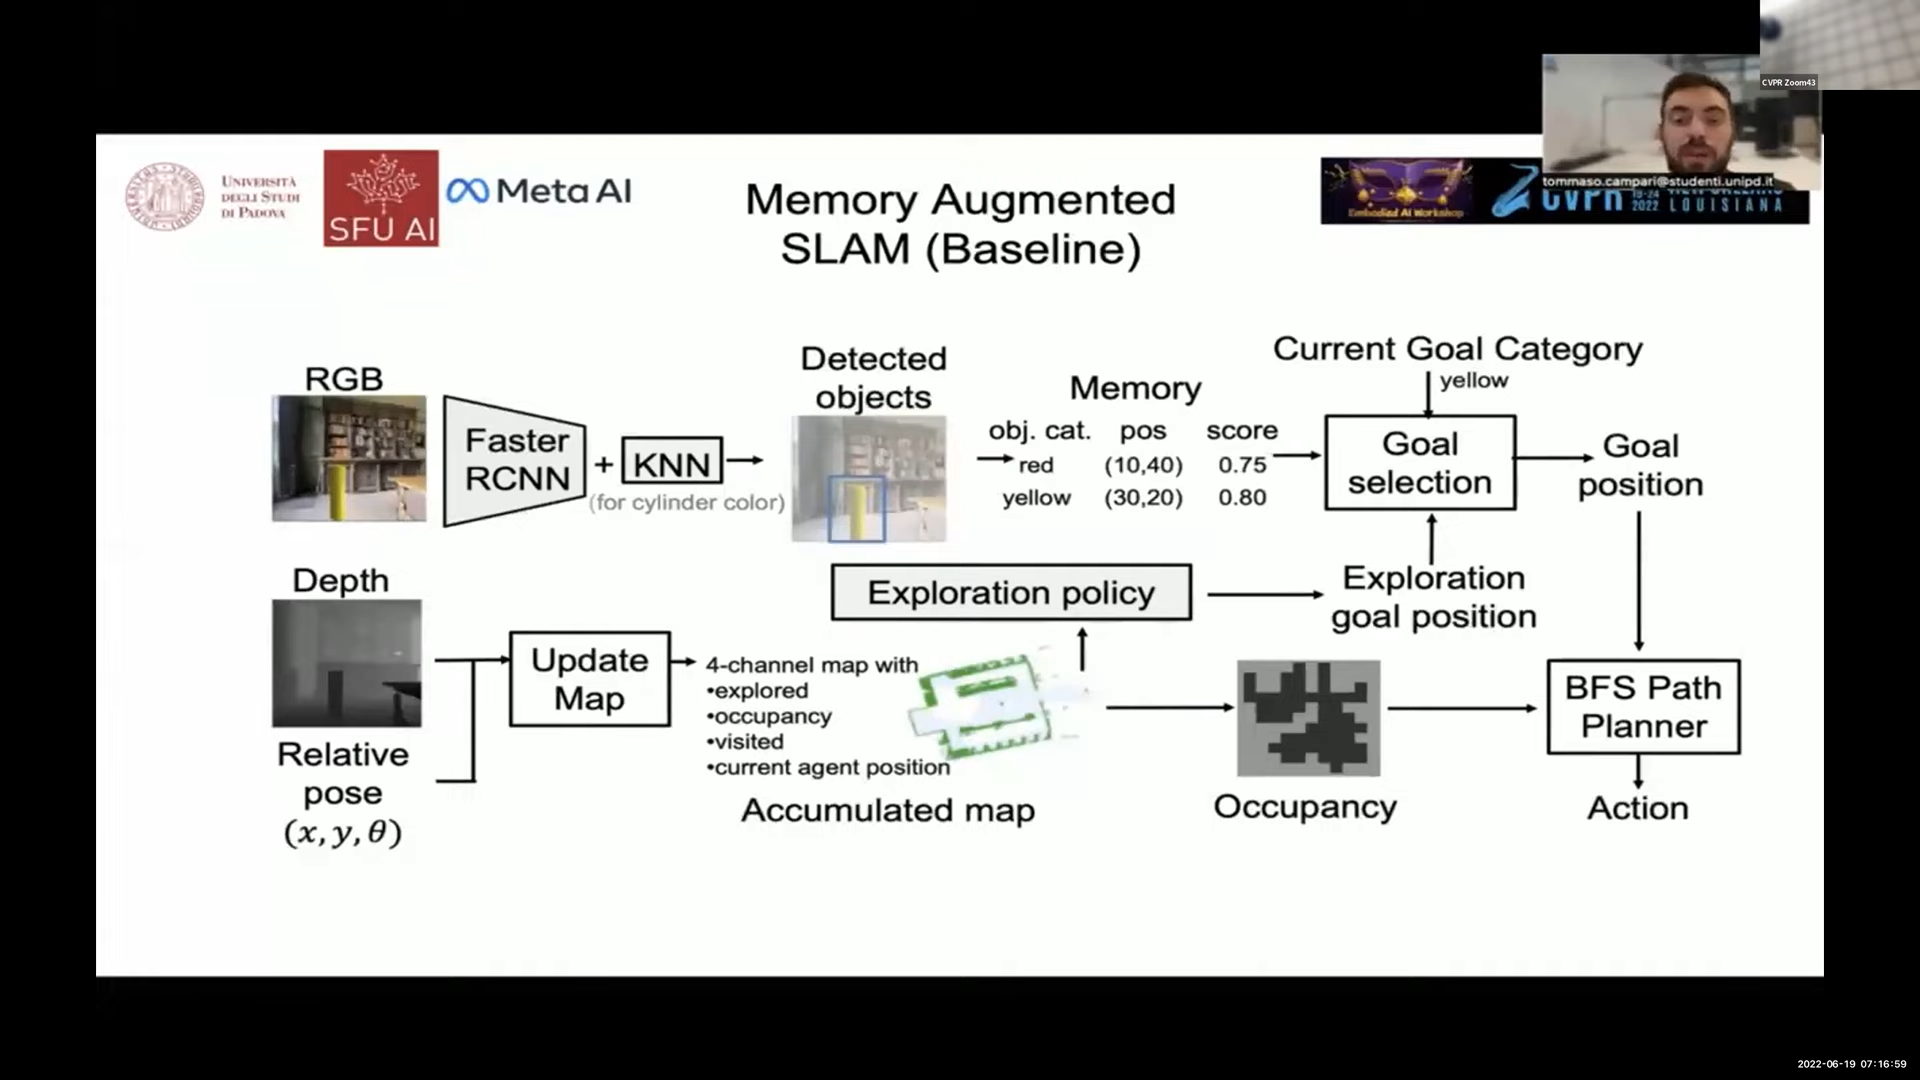 CVPR Zoom43
tommaso.campari@studenti.unipd.it
UNIVERSITÀ
DEGLI STUDI
DI PADOVA
SFU AI
Meta AI
Memory Augmented
SLAM (Baseline)
Embodied AI Workshop
CVPR
19-24
2022
LOUISIANA
RGB
Faster
RCNN
+
KNN
(for cylinder color)
Detected
objects
Memory
obj. cat. pos score
red (10,40) 0.75
yellow (30,20) 0.80
Current Goal Category
yellow
Goal
selection
Goal
position
Depth
Relative
pose
(x, y, θ)
Update
Map
Exploration policy
Exploration
goal position
4-channel map with
•explored
•occupancy
•visited
•current agent position
Accumulated map
Occupancy
BFS Path
Planner
Action
2022-06-19 07:16:59